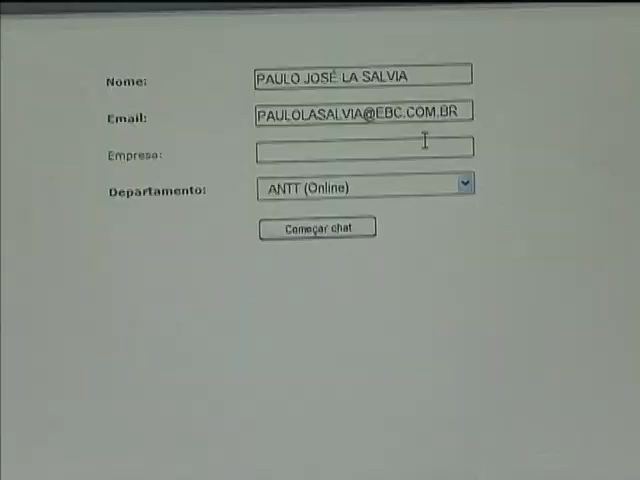 Nome: PAULO JOSÉ LA SALVIA
Email: PAULOLASALVIA@EBC.COM.BR
Empresa:
Departamento: ANTT (Online)
Começar chat